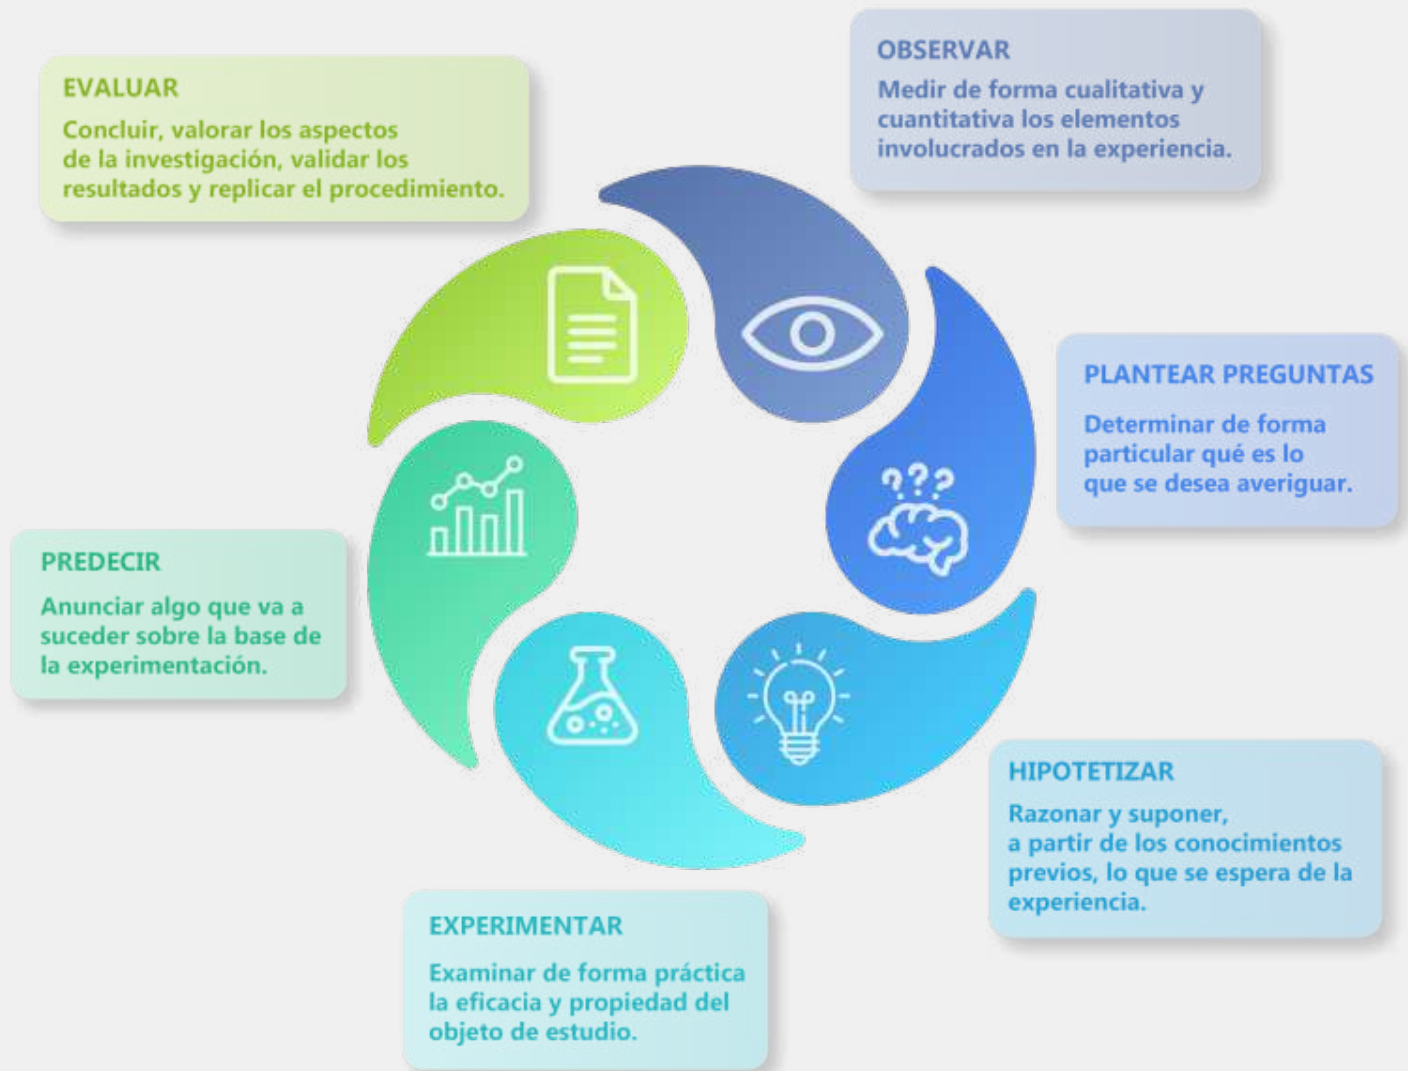 OBSERVAR
Medir de forma cualitativa y
cuantitativa los elementos
involucrados en la experiencia.
PLANTEAR PREGUNTAS
Determinar de forma
particular qué es lo
que se desea averiguar.
HIPOTETIZAR
Razonar y suponer,
a partir de los conocimientos
previos, lo que se espera de la
experiencia.
EXPERIMENTAR
Examinar de forma práctica
la eficacia y propiedad del
objeto de estudio.
PREDECIR
Anunciar algo que va a
suceder sobre la base de
la experimentación.
EVALUAR
Concluir, valorar los aspectos
de la investigación, validar los
resultados y replicar el procedimiento.
???